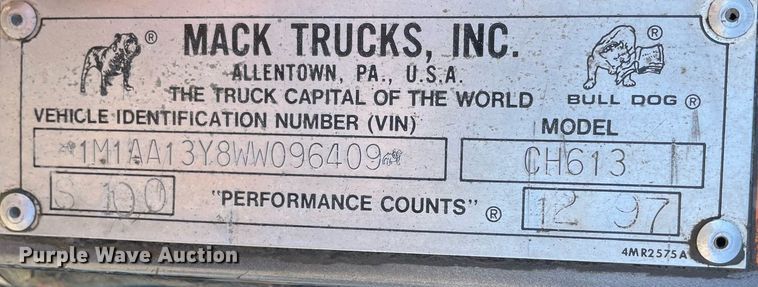 ® MACK TRUCKS, INC. ®
ALLENTOWN, PA., U.S.A.
THE TRUCK CAPITAL OF THE WORLD BULL DOG ®
VEHICLE IDENTIFICATION NUMBER (VIN) MODEL
1M1AA13Y8WW096409 CH613
S 100 "PERFORMANCE COUNTS" ® 12 97
4MR2575A
Purple Wave Auction